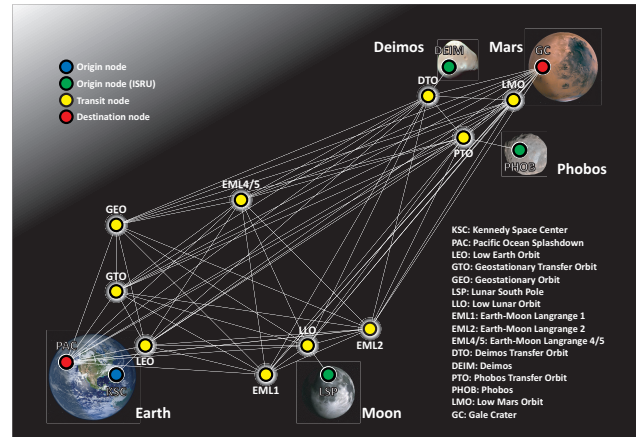 Deimos
Mars
DEIM
GC
Origin node
Origin node (ISRU)
Transit node
Destination node
DTO
LMO
PTO
PHOB
Phobos
EML4/5
GEO
GTO
KSC: Kennedy Space Center
PAC: Pacific Ocean Splashdown
LEO: Low Earth Orbit
GTO: Geostationary Transfer Orbit
GEO: Geostationary Orbit
LSP: Lunar South Pole
LLO: Low Lunar Orbit
EML1: Earth-Moon Langrange 1
EML2: Earth-Moon Langrange 2
EML4/5: Earth-Moon Langrange 4/5
DTO: Deimos Transfer Orbit
DEIM: Deimos
PTO: Phobos Transfer Orbit
PHOB: Phobos
LMO: Low Mars Orbit
GC: Gale Crater
LLO
EML2
PAC
LEO
KSC
EML1
LSP
Earth
Moon